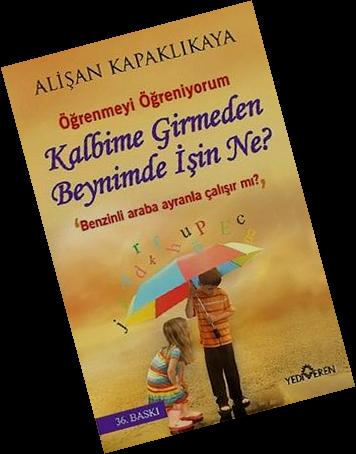 ALİŞAN KAPAKLIKAYA
Öğrenmeyi Öğreniyorum
Kalbime Girmeden
Beynimde İşin Ne?
'Benzinli araba ayranla çalışır mı?'
36. BASKI
YEDİVEREN